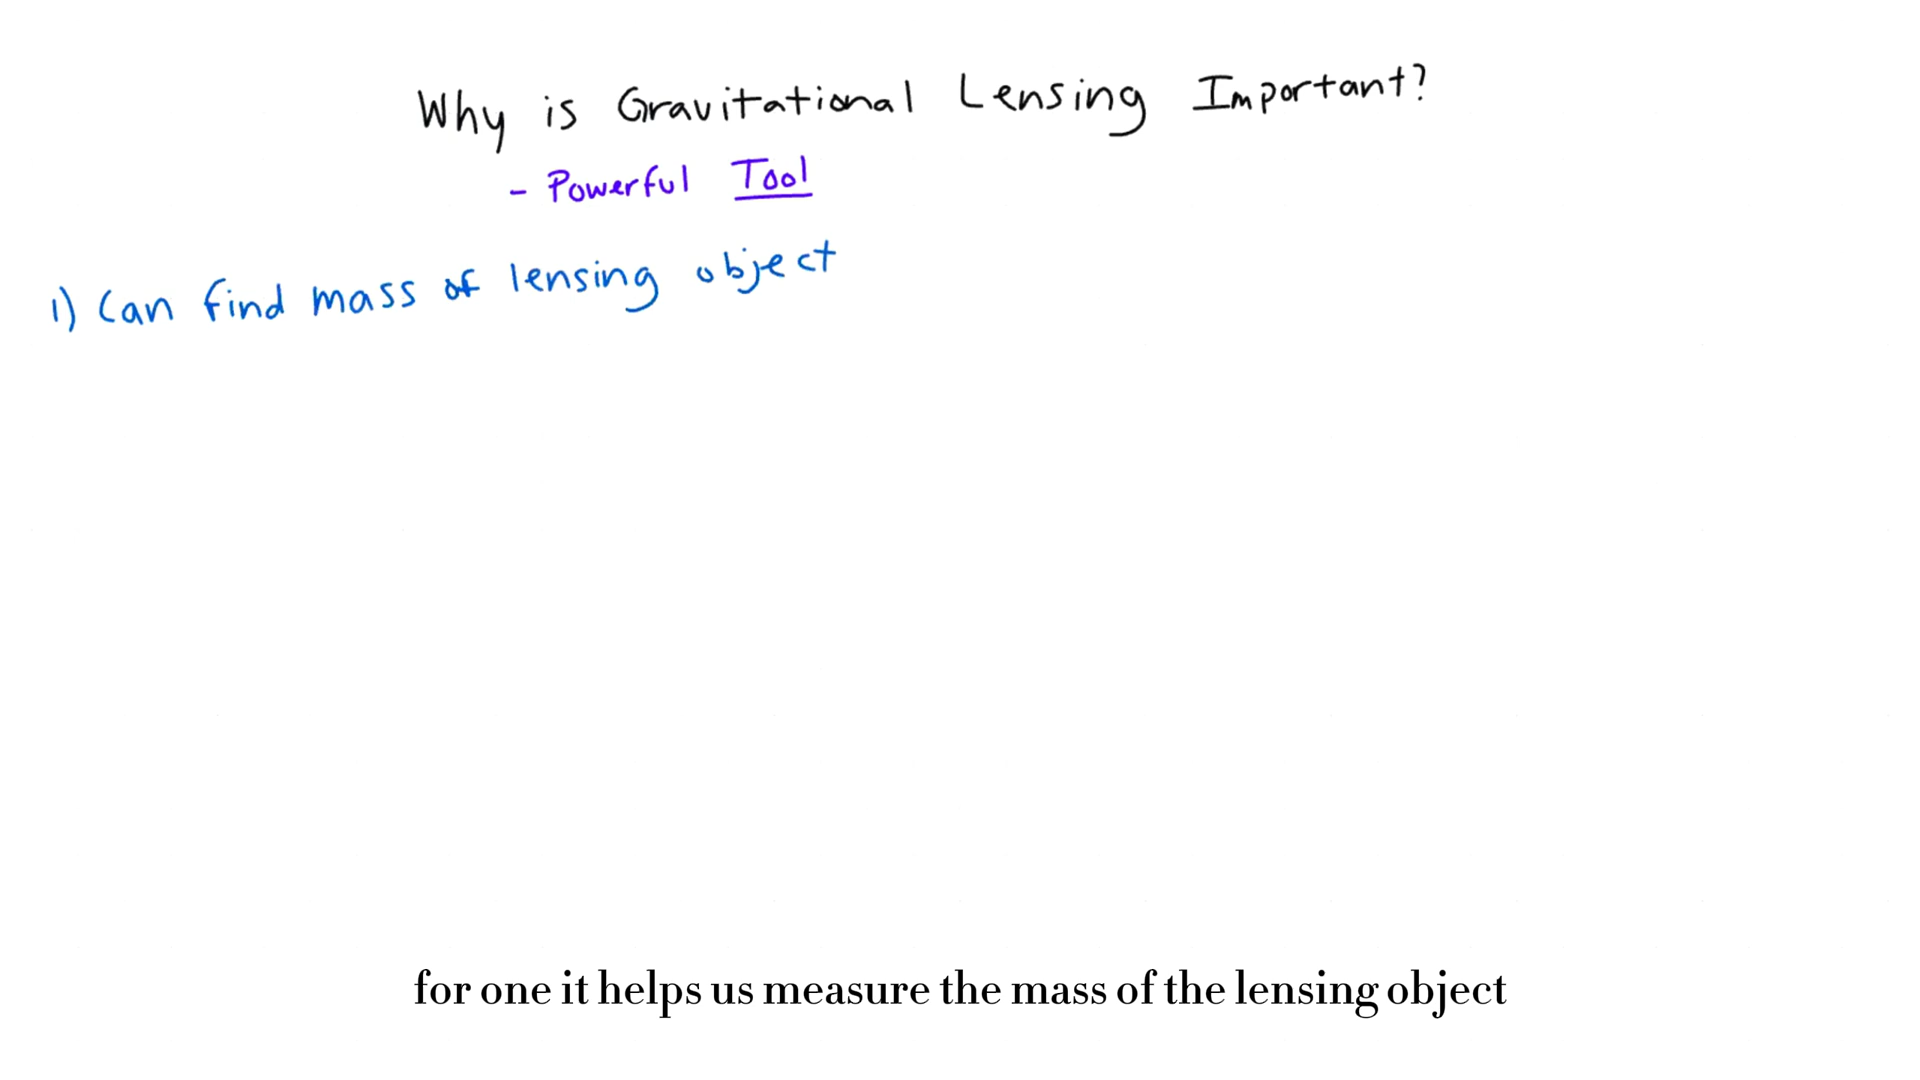 Why is Gravitational Lensing Important?
- Powerful Tool
1) Can find mass of lensing object
for one it helps us measure the mass of the lensing object